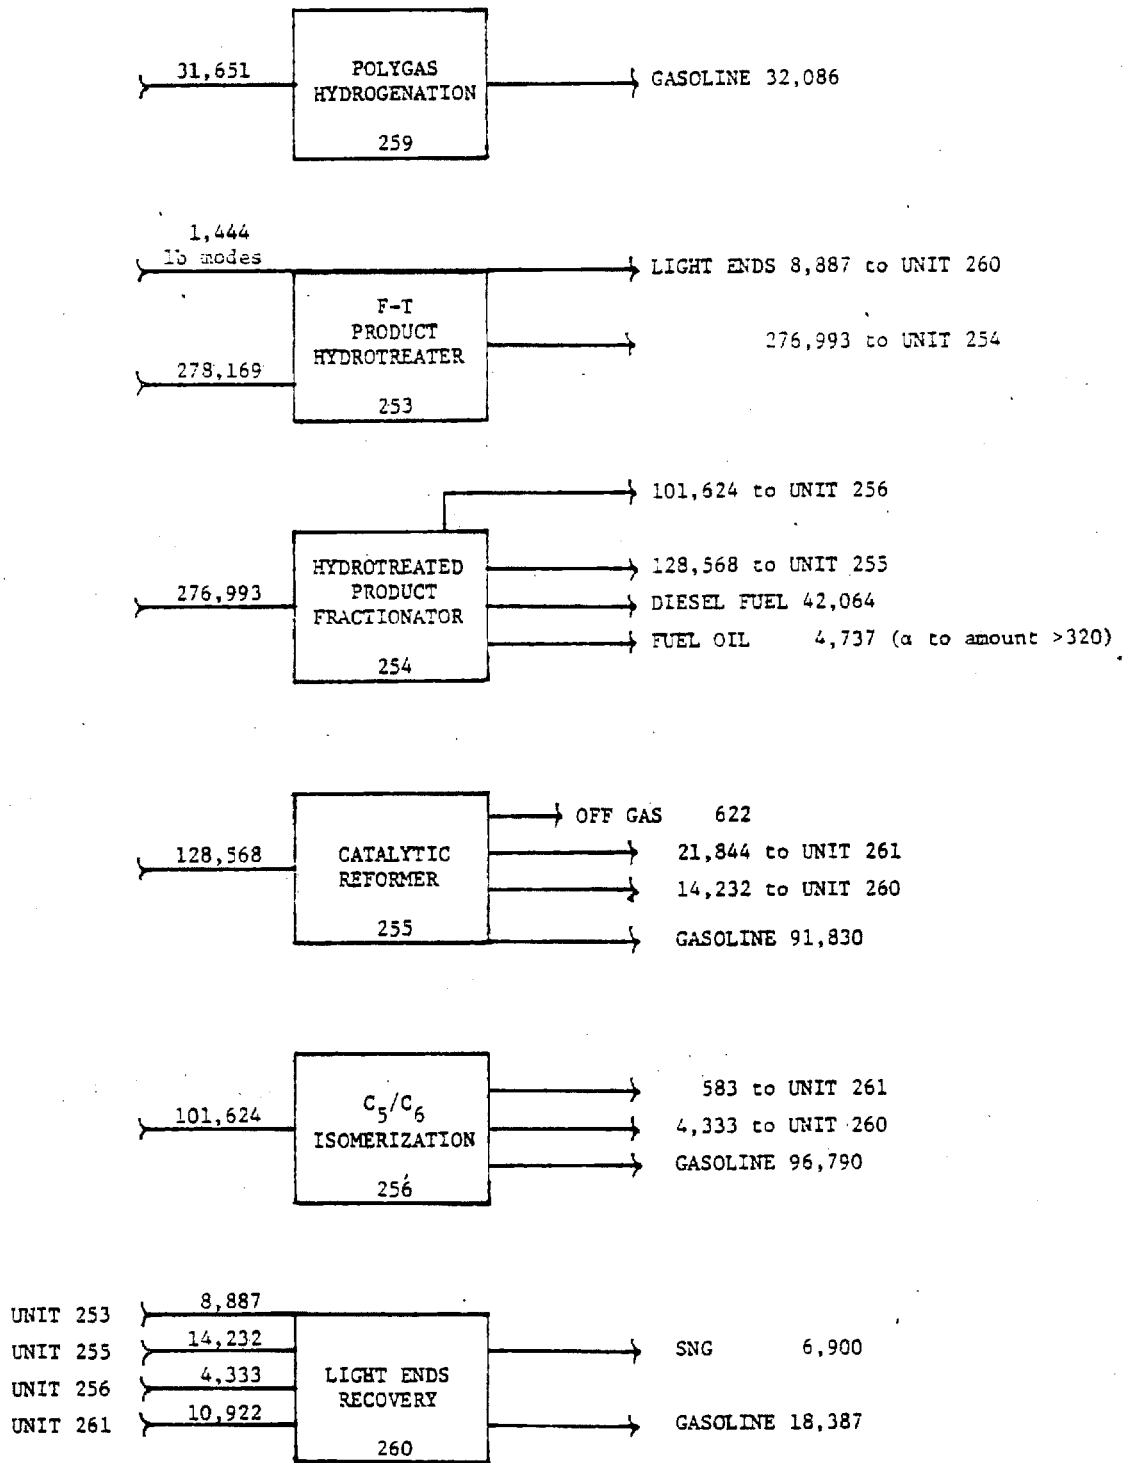 31,651
POLYGAS
HYDROGENATION
259
GASOLINE 32,086
1,444
lb modes
278,169
F-T
PRODUCT
HYDROTREATER
253
LIGHT ENDS 8,887 to UNIT 260
276,993 to UNIT 254
276,993
HYDROTREATED
PRODUCT
FRACTIONATOR
254
101,624 to UNIT 256
128,568 to UNIT 255
DIESEL FUEL 42,064
FUEL OIL 4,737 (α to amount >320)
128,568
CATALYTIC
REFORMER
255
OFF GAS 622
21,844 to UNIT 261
14,232 to UNIT 260
GASOLINE 91,830
101,624
C5/C6
ISOMERIZATION
256
583 to UNIT 261
4,333 to UNIT 260
GASOLINE 96,790
UNIT 253 8,887
UNIT 255 14,232
UNIT 256 4,333
UNIT 261 10,922
LIGHT ENDS
RECOVERY
260
SNG 6,900
GASOLINE 18,387